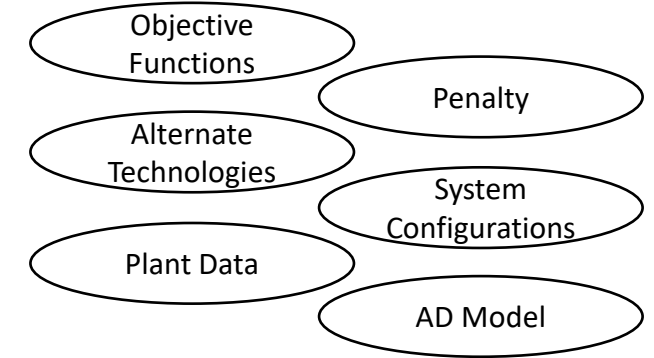 Objective
Functions
Penalty
Alternate
Technologies
System
Configurations
Plant Data
AD Model